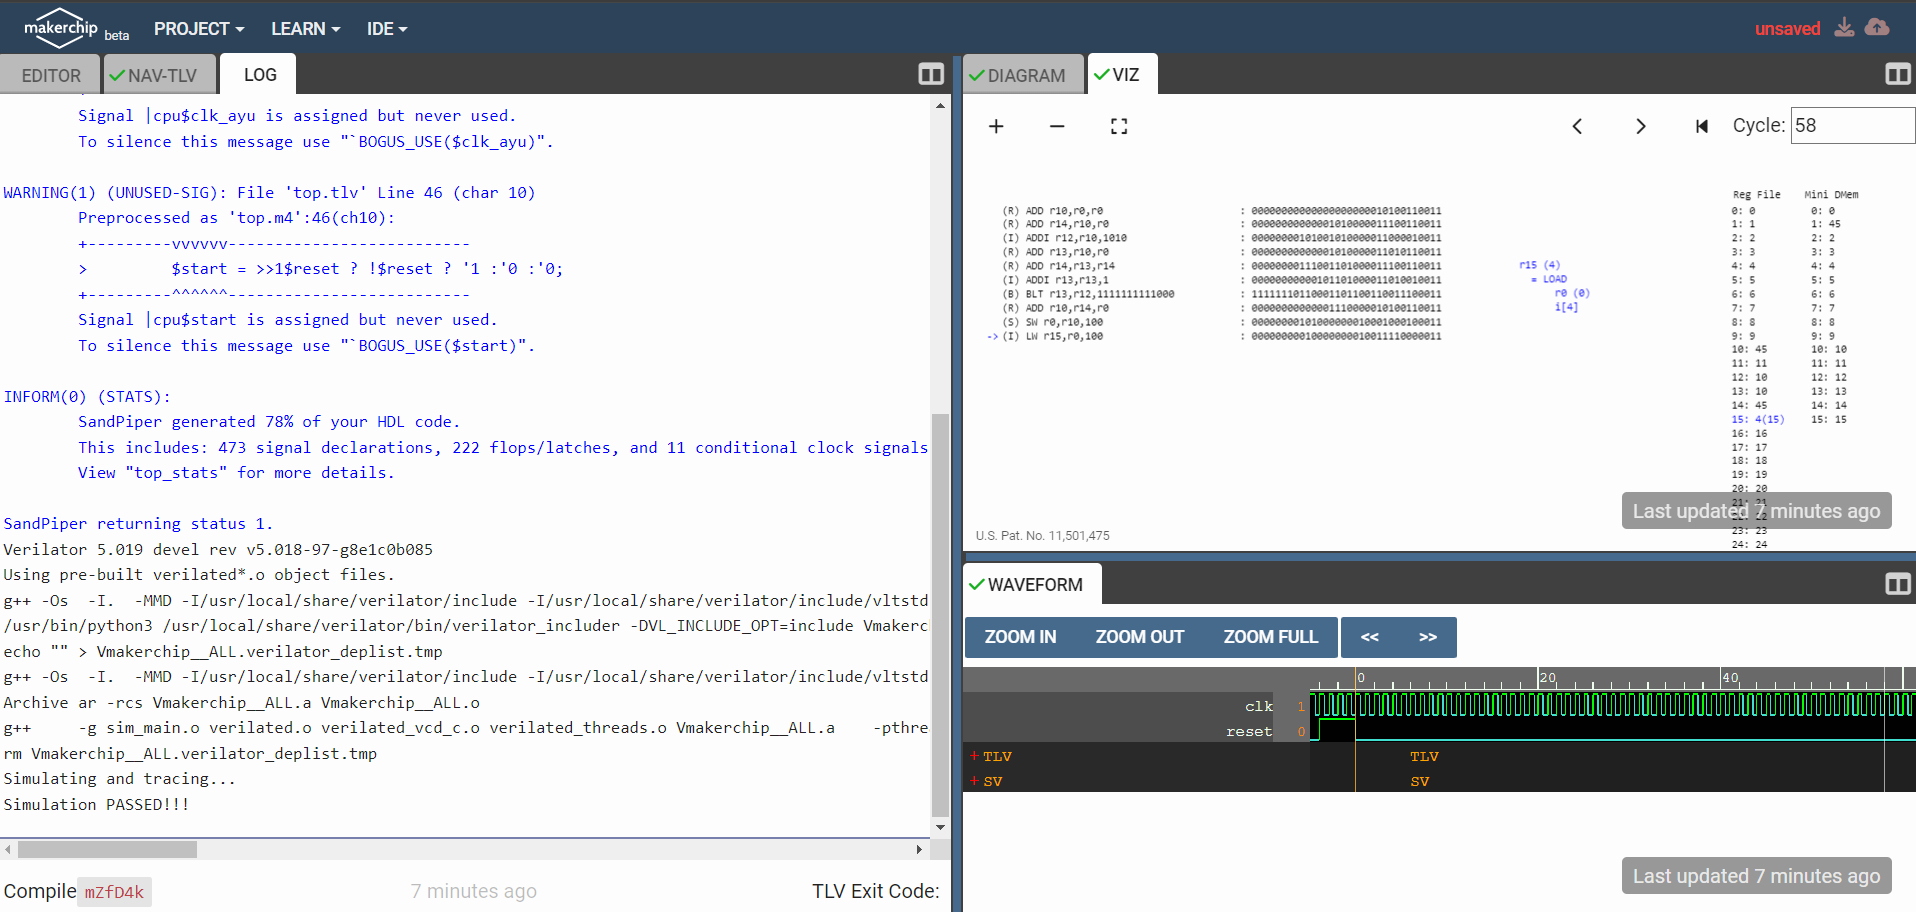 makerchip beta PROJECT LEARN IDE unsaved
EDITOR NAV-TLV LOG
Signal |cpu$clk_ayu is assigned but never used.
To silence this message use "`BOGUS_USE($clk_ayu)".
WARNING(1) (UNUSED-SIG): File 'top.tlv' Line 46 (char 10)
Preprocessed as 'top.m4':46(ch10):
+---------vvvvvv--------------------------
> $start = >>1$reset ? !$reset ? '1 :'0 :'0;
+---------^^^^^^--------------------------
Signal |cpu$start is assigned but never used.
To silence this message use "`BOGUS_USE($start)".
INFORM(0) (STATS):
SandPiper generated 78% of your HDL code.
This includes: 473 signal declarations, 222 flops/latches, and 11 conditional clock signals
View "top_stats" for more details.
SandPiper returning status 1.
Verilator 5.019 devel rev v5.018-97-g8e1c0b085
Using pre-built verilated*.o object files.
g++ -Os -I. -MMD -I/usr/local/share/verilator/include -I/usr/local/share/verilator/include/vltstd
/usr/bin/python3 /usr/local/share/verilator/bin/verilator_includer -DVL_INCLUDE_OPT=include Vmakerc
echo "" > Vmakerchip__ALL.verilator_deplist.tmp
g++ -Os -I. -MMD -I/usr/local/share/verilator/include -I/usr/local/share/verilator/include/vltstd
Archive ar -rcs Vmakerchip__ALL.a Vmakerchip__ALL.o
g++ -g sim_main.o verilated.o verilated_vcd_c.o verilated_threads.o Vmakerchip__ALL.a -pthre
rm Vmakerchip__ALL.verilator_deplist.tmp
Simulating and tracing...
Simulation PASSED!!!
Compile mZfD4k 7 minutes ago TLV Exit Code:
DIAGRAM VIZ
Cycle: 58
(R) ADD r10,r0,r0 : 00000000000000000000010100110011
(R) ADD r14,r10,r0 : 00000000000001010000011100110011
(I) ADDI r12,r10,1010 : 00000000101001010000011000010011
(R) ADD r13,r10,r0 : 00000000000001010000011010110011
(R) ADD r14,r13,r14 : 00000000111001101000011100110011
(I) ADDI r13,r13,1 : 00000000000101101000011010010011
(B) BLT r13,r12,1111111111000 : 11111110110001101100110011100011
(R) ADD r10,r14,r0 : 00000000000001110000010100110011
(S) SW r0,r10,100 : 00000000101000000010001000100011
-> (I) LW r15,r0,100 : 00000000010000000010011110000011
r15 (4)
= LOAD
r0 (0)
i[4]
Reg File Mini DMem
0: 0 0: 0
1: 1 1: 45
2: 2 2: 2
3: 3 3: 3
4: 4 4: 4
5: 5 5: 5
6: 6 6: 6
7: 7 7: 7
8: 8 8: 8
9: 9 9: 9
10: 45 10: 10
11: 11 11: 11
12: 10 12: 12
13: 10 13: 13
14: 45 14: 14
15: 4(15) 15: 15
16: 16
17: 17
18: 18
19: 19
20: 20
21: 21
22: 22
23: 23
24: 24
Last updated 7 minutes ago
U.S. Pat. No. 11,501,475
WAVEFORM
ZOOM IN ZOOM OUT ZOOM FULL << >>
0 20 40
clk 1
reset 0
+ TLV TLV
+ SV SV
Last updated 7 minutes ago